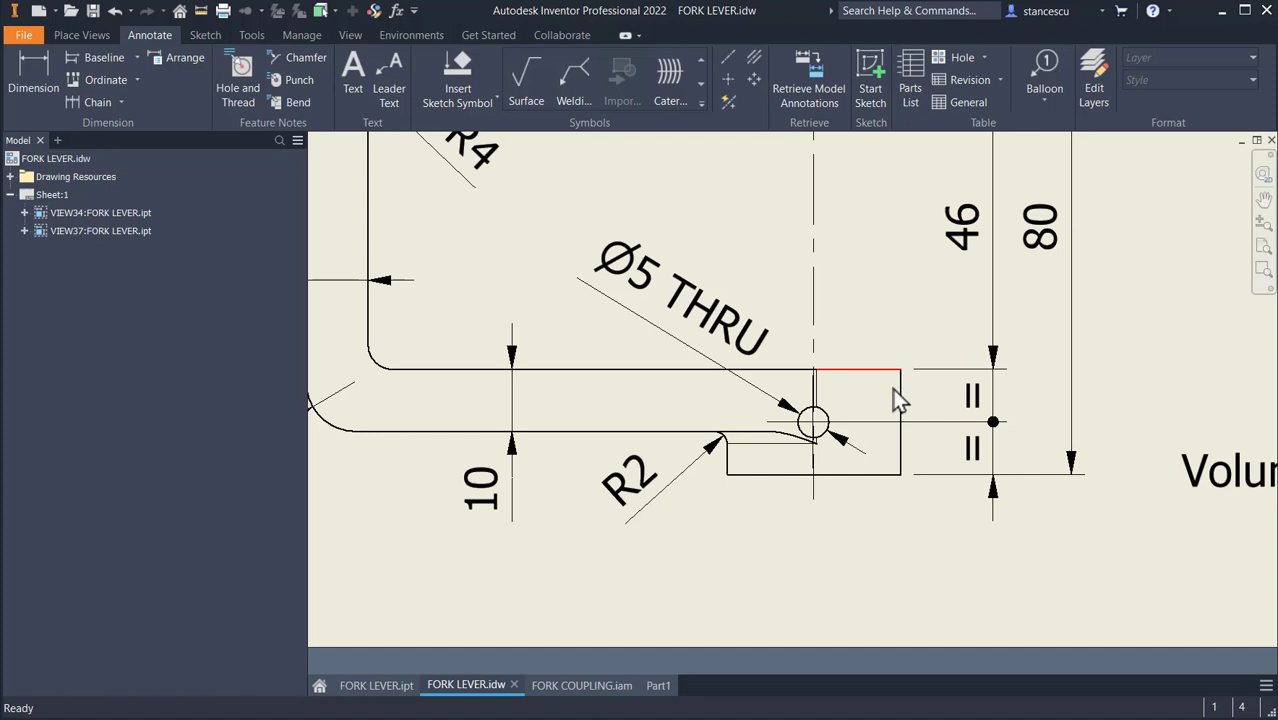 Autodesk Inventor Professional 2022 FORK LEVER.idw
Search Help & Commands...
stancescu
File Place Views Annotate Sketch Tools Manage View Environments Get Started Collaborate
Dimension
Baseline
Ordinate
Chain
Arrange
Dimension
Hole and Thread
Chamfer
Punch
Bend
Feature Notes
Text
Leader Text
Text
Insert Sketch Symbol
Surface
Weldi...
Impor...
Cater...
Symbols
Retrieve Model Annotations
Retrieve
Start Sketch
Sketch
Parts List
Hole
Revision
General
Table
Balloon
Edit Layers
Layer
Style
Format
Model
FORK LEVER.idw
Drawing Resources
Sheet:1
VIEW34:FORK LEVER.ipt
VIEW37:FORK LEVER.ipt
R4
Ø5 THRU
46
80
=
=
10
R2
Volu
FORK LEVER.ipt FORK LEVER.idw FORK COUPLING.iam Part1
Ready
1 4